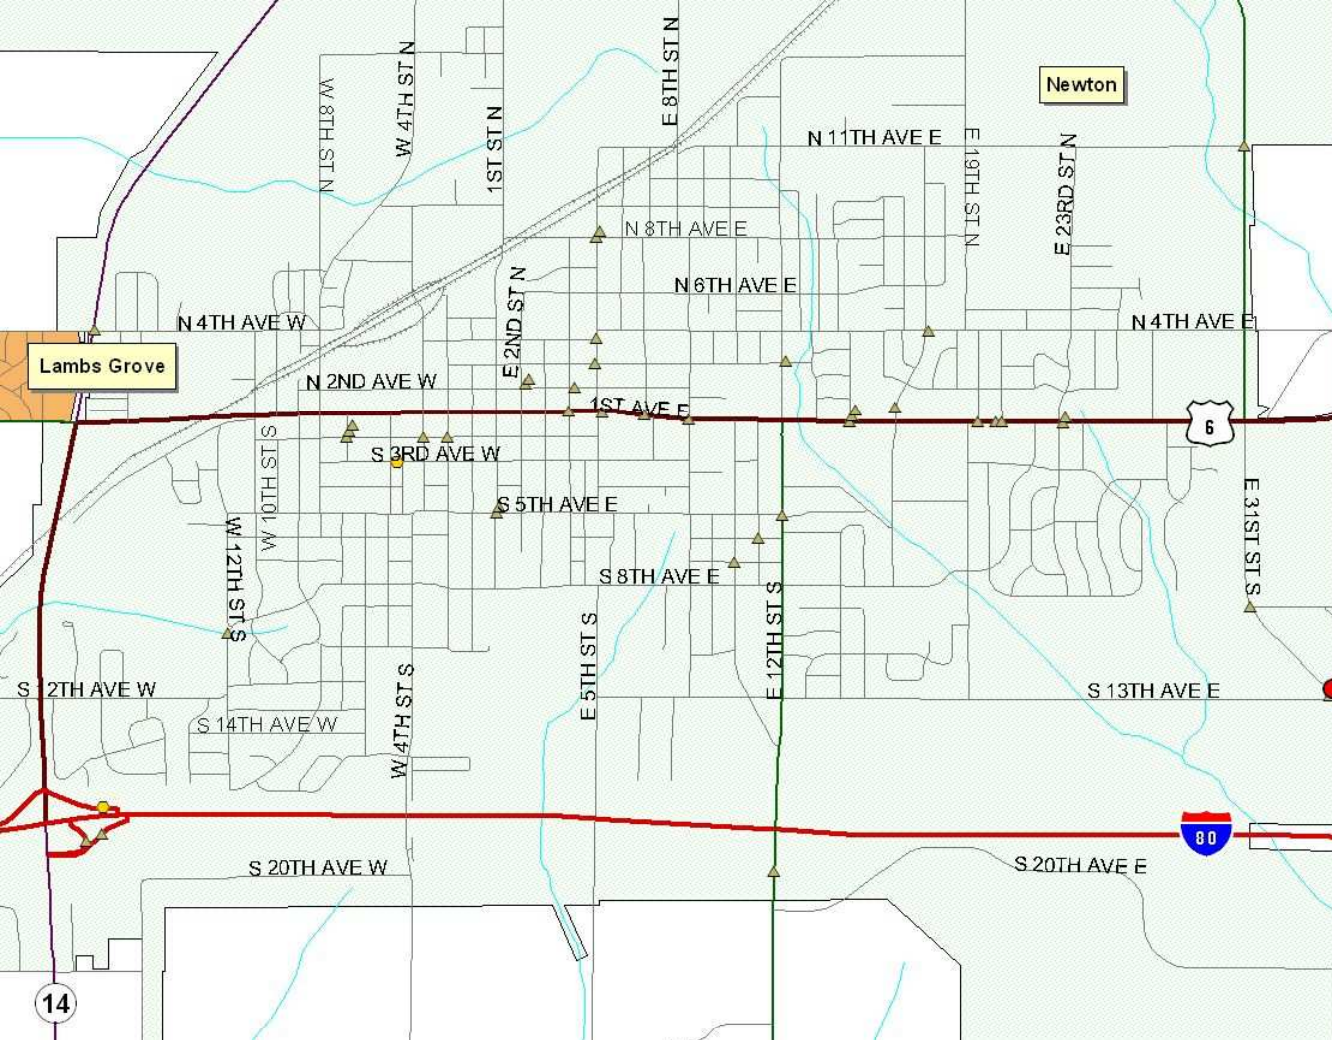 W 8TH ST N
W 4TH ST N
1ST ST N
E 8TH ST N
Newton
N 11TH AVE E
E 19TH ST N
E 23RD ST N
N 8TH AVE E
N 6TH AVE E
E 2ND ST N
N 4TH AVE W
N 4TH AVE E
Lambs Grove
N 2ND AVE W
1ST AVE E
6
S 3RD AVE W
W 10TH ST S
S 5TH AVE E
W 12TH ST S
E 31ST ST S
S 8TH AVE E
E 12TH ST S
E 5TH ST S
W 4TH ST S
S 12TH AVE W
S 13TH AVE E
S 14TH AVE W
80
S 20TH AVE W
S 20TH AVE E
14